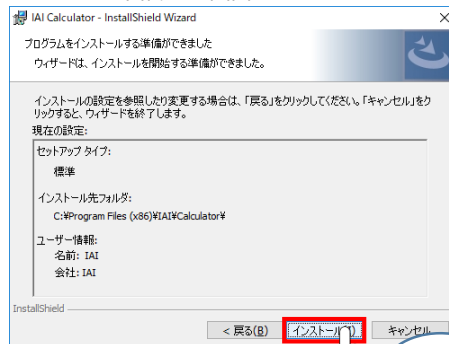 IAI Calculator - InstallShield Wizard
プログラムをインストールする準備ができました
ウィザードは、インストールを開始する準備ができました。
インストールの設定を参照したり変更する場合は、「戻る」をクリックしてください。「キャンセル」をク
リックすると、ウィザードを終了します。
現在の設定:
セットアップ タイプ:
標準
インストール先フォルダ:
C:¥Program Files (x86)¥IAI¥Calculator¥
ユーザー情報:
名前: IAI
会社: IAI
InstallShield
< 戻る(B) インストール(I) キャンセル